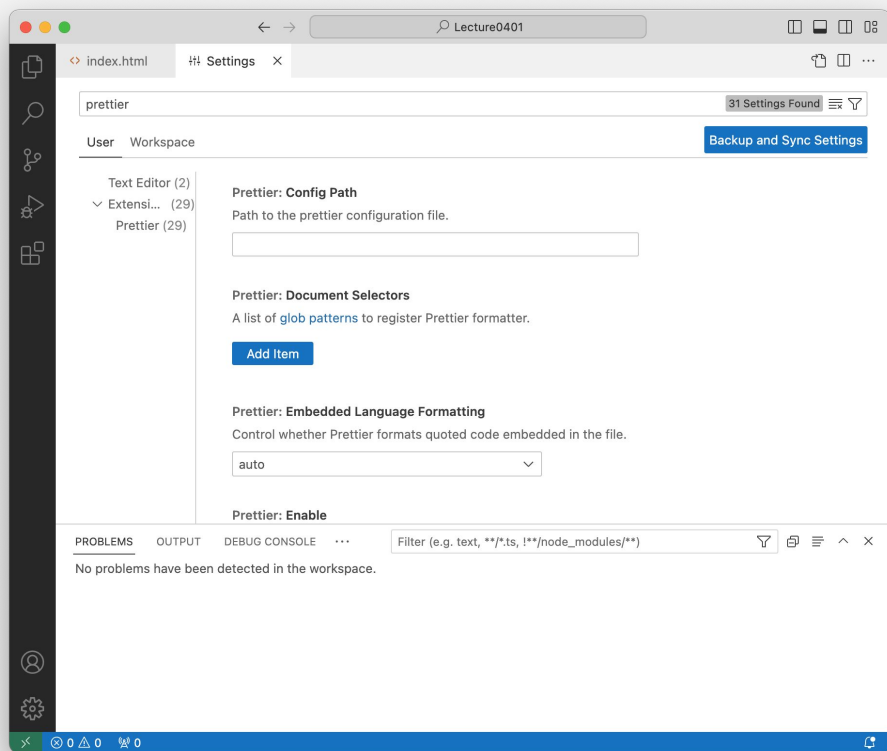 Lecture0401
index.html
Settings
prettier
31 Settings Found
User Workspace
Backup and Sync Settings
Text Editor (2)
Extensi... (29)
Prettier (29)
Prettier: Config Path
Path to the prettier configuration file.
Prettier: Document Selectors
A list of glob patterns to register Prettier formatter.
Add Item
Prettier: Embedded Language Formatting
Control whether Prettier formats quoted code embedded in the file.
auto
Prettier: Enable
PROBLEMS OUTPUT DEBUG CONSOLE ···
Filter (e.g. text, **/*.ts, !**/node_modules/**)
No problems have been detected in the workspace.
0 0 0